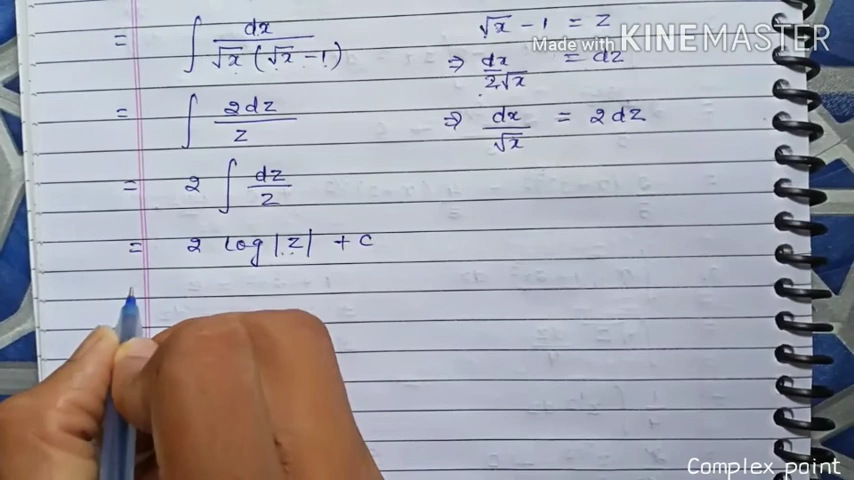 = ∫ dx / √x (√x - 1)
√x - 1 = z
Made with KINEMASTER
⇒ dx / 2√x = dz
= ∫ 2dz / z
⇒ dx / √x = 2dz
= 2 ∫ dz / z
= 2 log |z| + c
Complex point